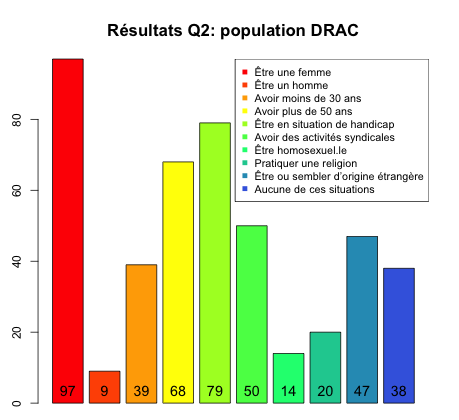 Résultats Q2: population DRAC
Être une femme
Être un homme
Avoir moins de 30 ans
Avoir plus de 50 ans
Être en situation de handicap
Avoir des activités syndicales
Être homosexuel.le
Pratiquer une religion
Être ou sembler d'origine étrangère
Aucune de ces situations
80
60
40
20
0
97 9 39 68 79 50 14 20 47 38